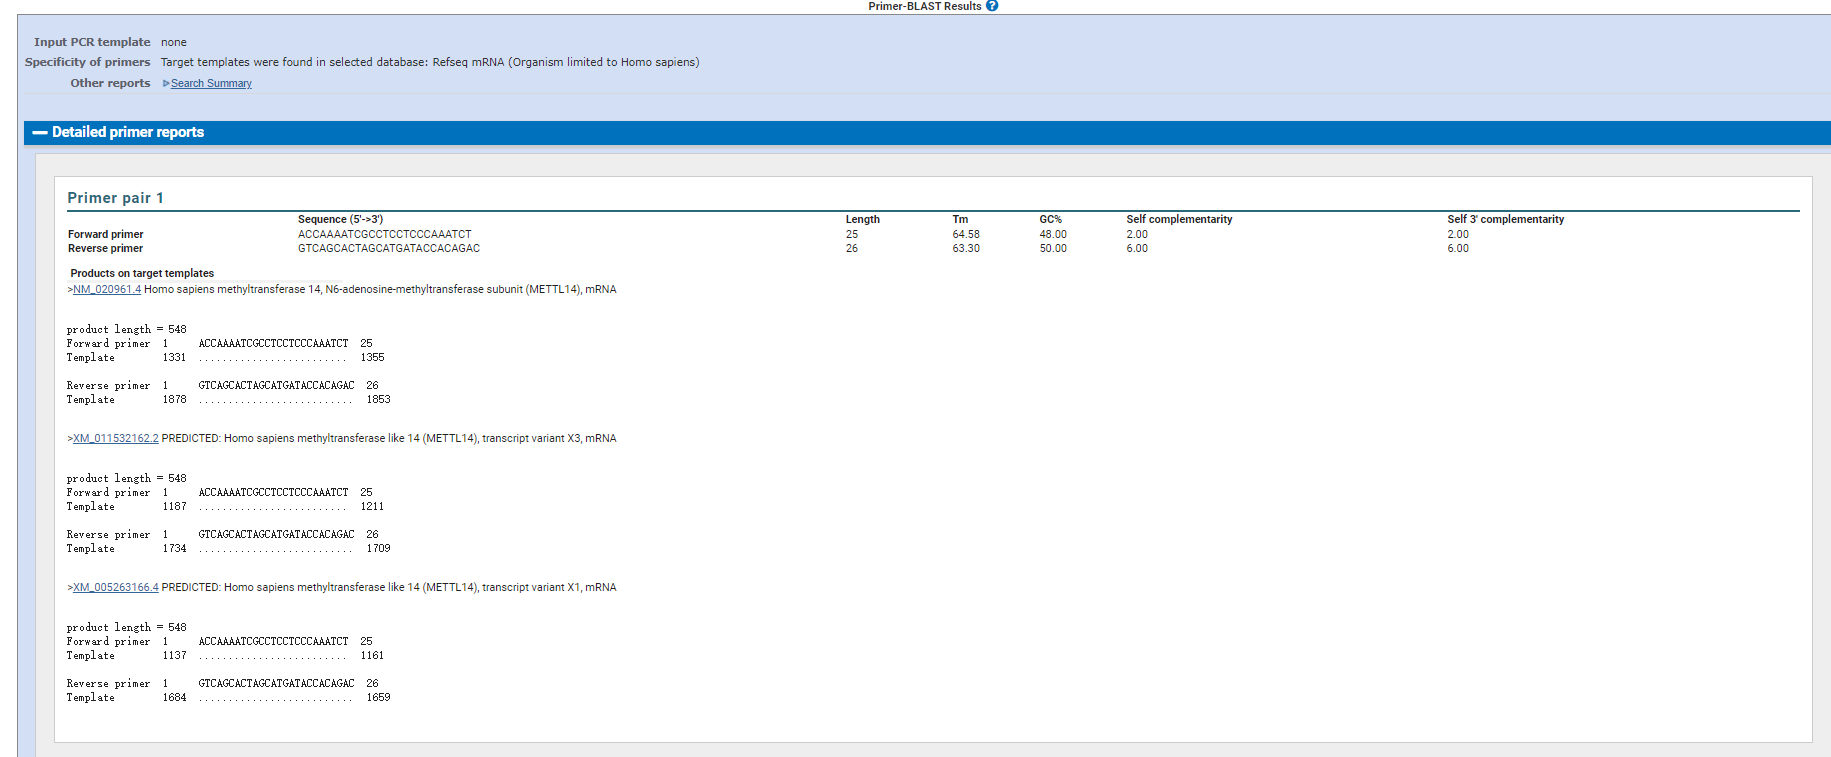 Primer-BLAST Results ?
Input PCR template none
Specificity of primers Target templates were found in selected database: Refseq mRNA (Organism limited to Homo sapiens)
Other reports Search Summary
Detailed primer reports
Primer pair 1
Sequence (5'->3') Length Tm GC% Self complementarity Self 3' complementarity
Forward primer ACCAAAATCGCCTCCTCCCAAATCT 25 64.58 48.00 2.00 2.00
Reverse primer GTCAGCACTAGCATGATACCACAGAC 26 63.30 50.00 6.00 6.00
Products on target templates
>NM_020961.4 Homo sapiens methyltransferase 14, N6-adenosine-methyltransferase subunit (METTL14), mRNA
product length = 548
Forward primer 1 ACCAAAATCGCCTCCTCCCAAATCT 25
Template 1331 ......................... 1355
Reverse primer 1 GTCAGCACTAGCATGATACCACAGAC 26
Template 1878 .......................... 1853
>XM_011532162.2 PREDICTED: Homo sapiens methyltransferase like 14 (METTL14), transcript variant X3, mRNA
product length = 548
Forward primer 1 ACCAAAATCGCCTCCTCCCAAATCT 25
Template 1187 ......................... 1211
Reverse primer 1 GTCAGCACTAGCATGATACCACAGAC 26
Template 1734 .......................... 1709
>XM_005263166.4 PREDICTED: Homo sapiens methyltransferase like 14 (METTL14), transcript variant X1, mRNA
product length = 548
Forward primer 1 ACCAAAATCGCCTCCTCCCAAATCT 25
Template 1137 ......................... 1161
Reverse primer 1 GTCAGCACTAGCATGATACCACAGAC 26
Template 1684 .......................... 1659